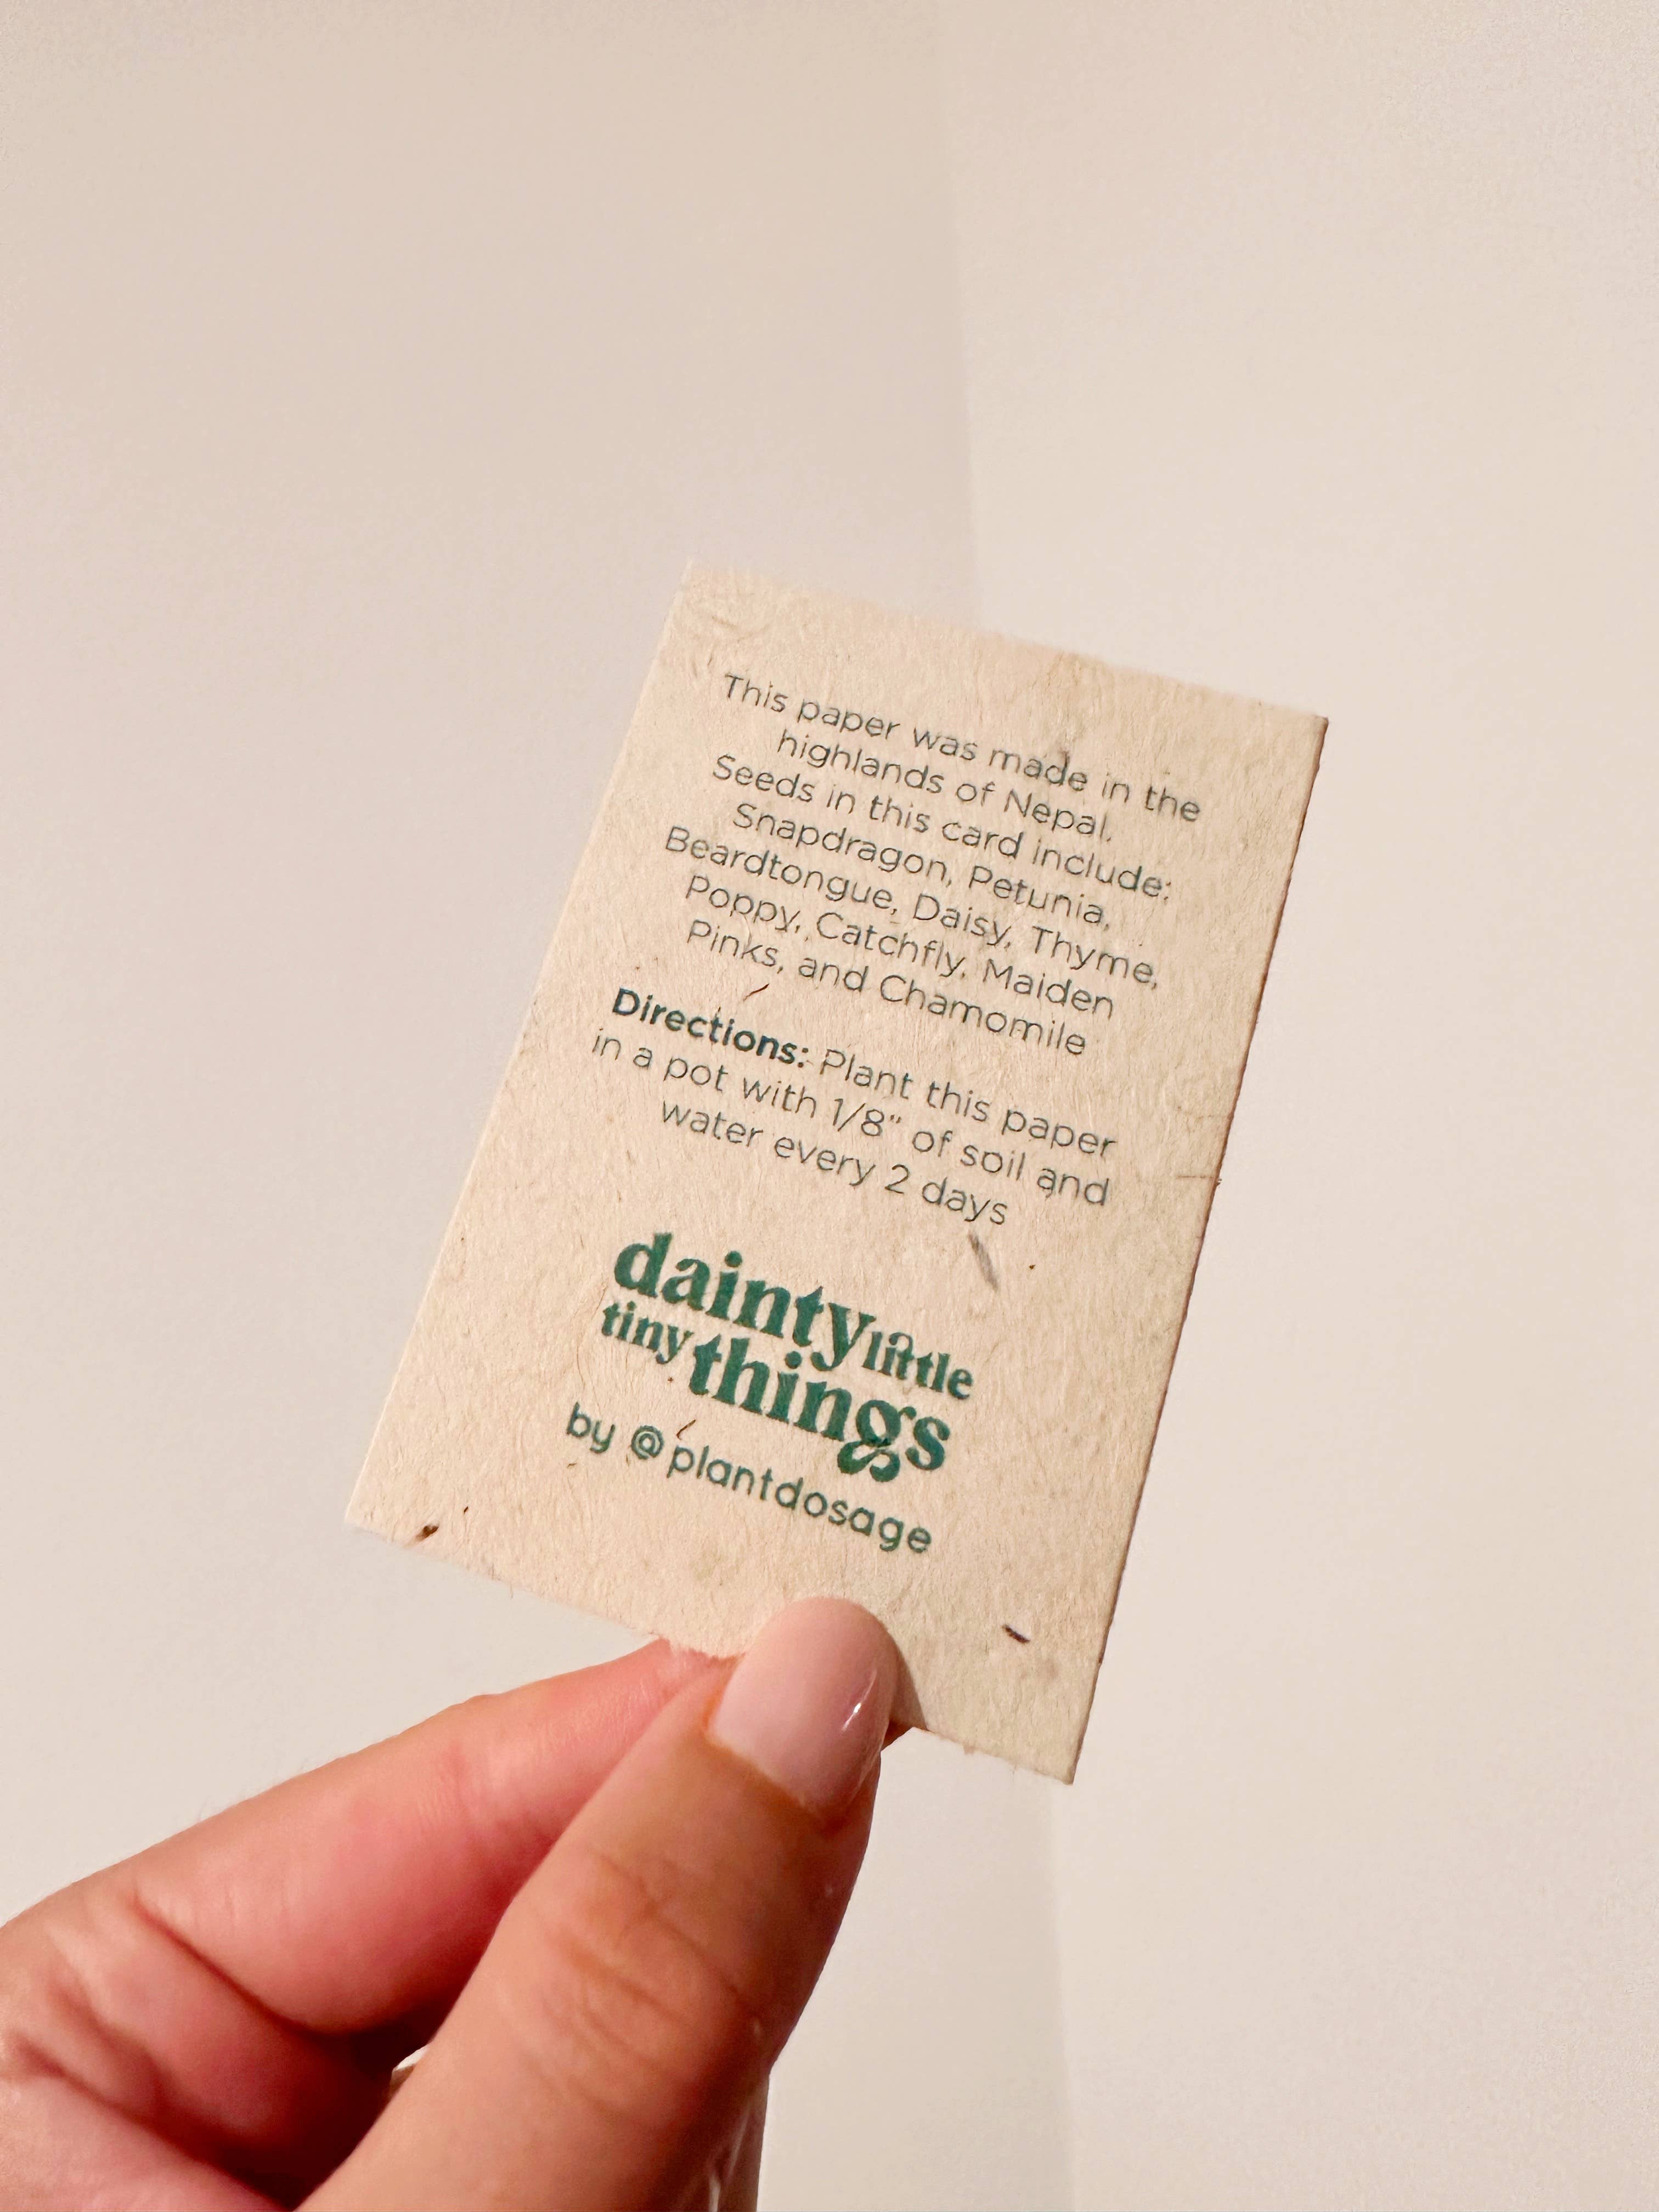 This paper was made in the
highlands of Nepal.
Seeds in this card include:
Snapdragon, Petunia,
Beardtongue, Daisy, Thyme,
Poppy, Catchfly, Maiden
Pinks, and Chamomile
Directions: Plant this paper
in a pot with 1/8" of soil and
water every 2 days
dainty little
tiny things
by @plantdosage